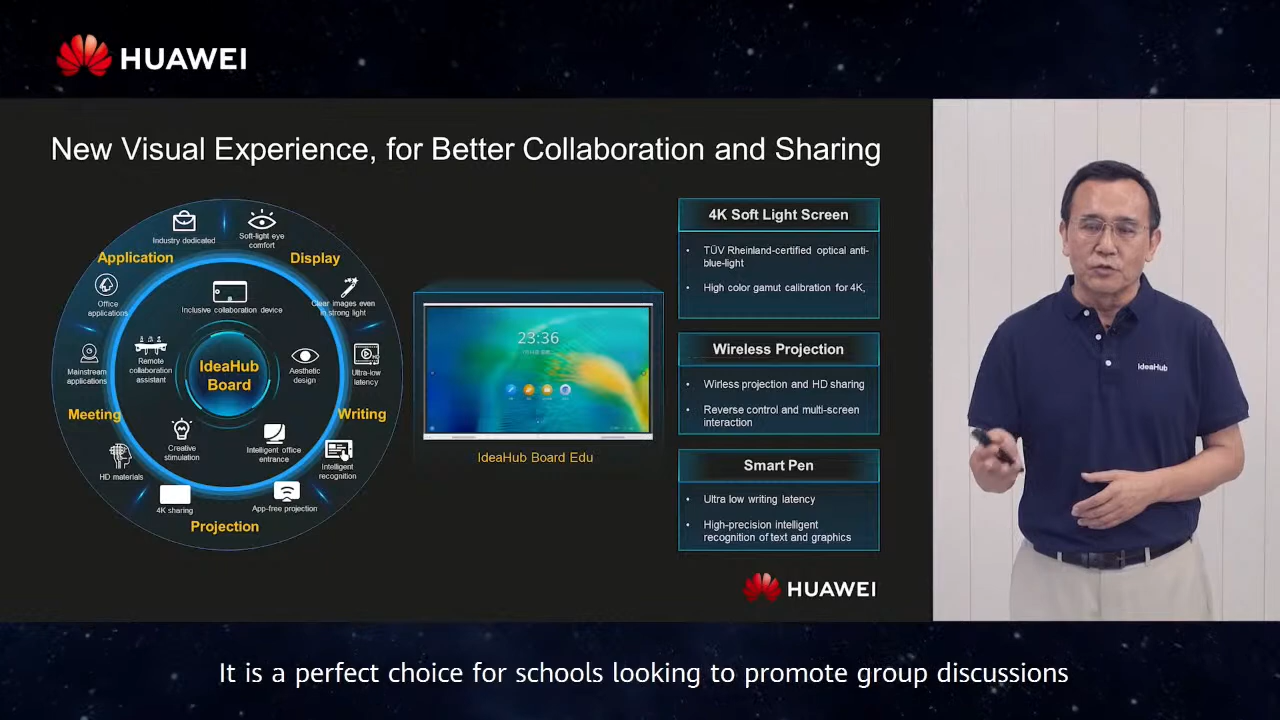 HUAWEI
New Visual Experience, for Better Collaboration and Sharing
Industry dedicated
Soft-light eye
comfort
Application
Display
Office
applications
Inclusive collaboration device
Clear images even
in strong light
Mainstream
applications
Remote
collaboration
assistant
IdeaHub
Board
Aesthetic
design
Ultra-low
latency
Meeting
Writing
HD materials
Creative
stimulation
Intelligent office
entrance
Intelligent
recognition
4K sharing
App-free projection
Projection
23:36
IdeaHub Board Edu
4K Soft Light Screen
• TÜV Rheinland-certified optical anti-
blue-light
• High color gamut calibration for 4K,
Wireless Projection
• Wirless projection and HD sharing
• Reverse control and multi-screen
interaction
Smart Pen
• Ultra low writing latency
• High-precision intelligent
recognition of text and graphics
HUAWEI
IdeaHub
It is a perfect choice for schools looking to promote group discussions